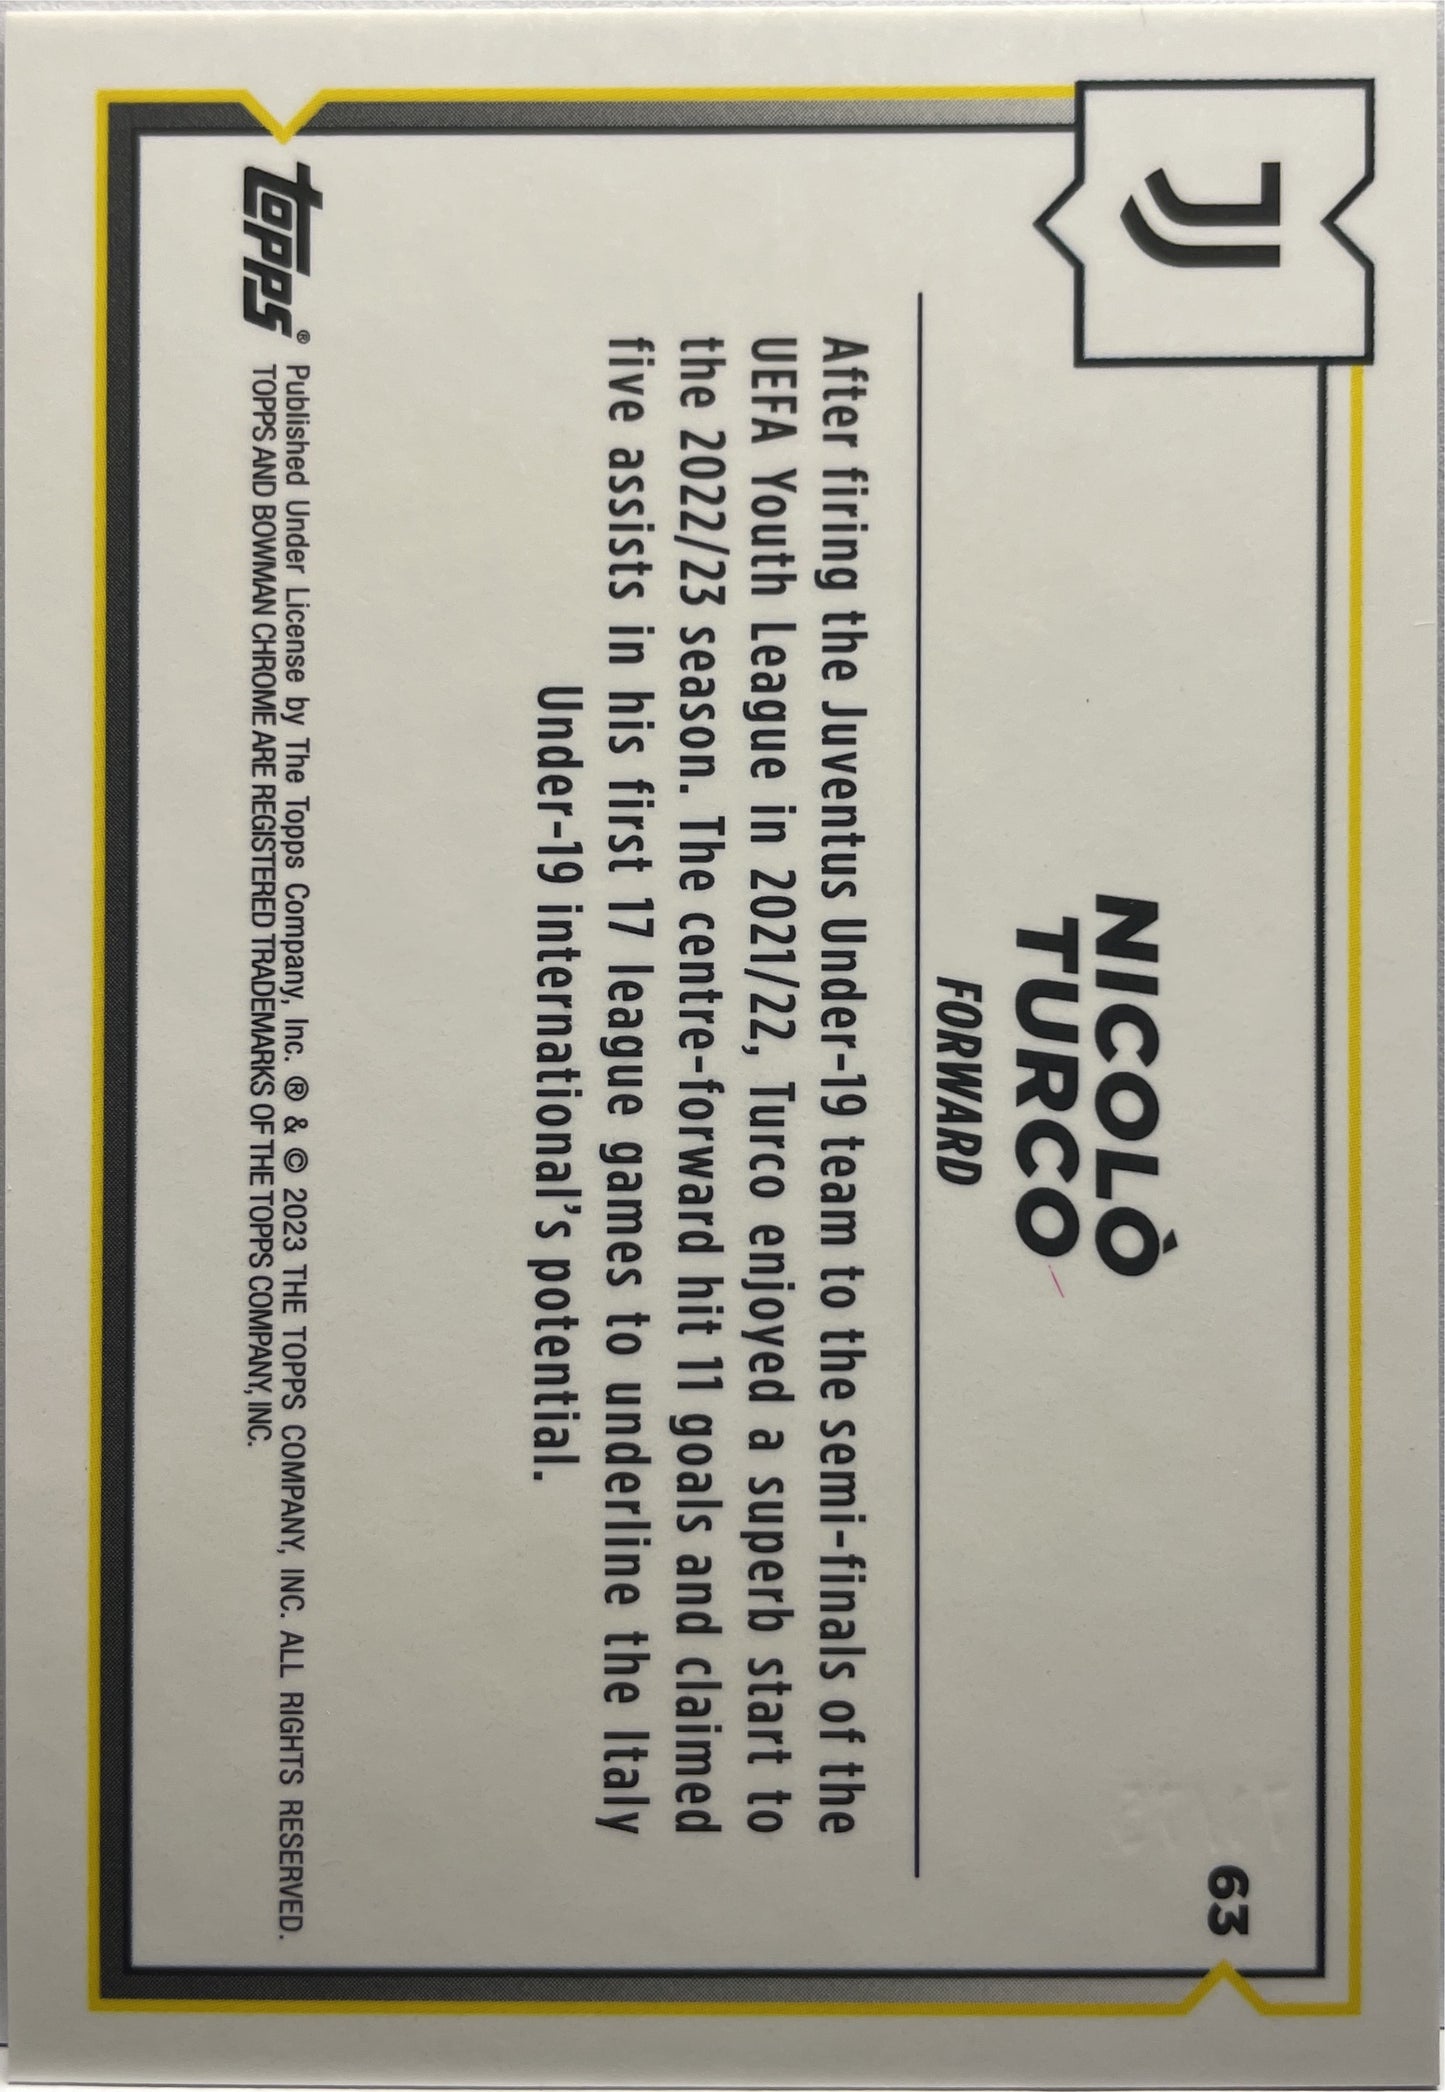 63
NICOLÒ
TURCO
FORWARD
After firing the Juventus Under-19 team to the semi-finals of the
UEFA Youth League in 2021/22, Turco enjoyed a superb start to
the 2022/23 season. The centre-forward hit 11 goals and claimed
five assists in his first 17 league games to underline the Italy
Under-19 international's potential.
topps®
Published Under License by The Topps Company, Inc. ® & © 2023 THE TOPPS COMPANY, INC. ALL RIGHTS RESERVED.
TOPPS AND BOWMAN CHROME ARE REGISTERED TRADEMARKS OF THE TOPPS COMPANY, INC.